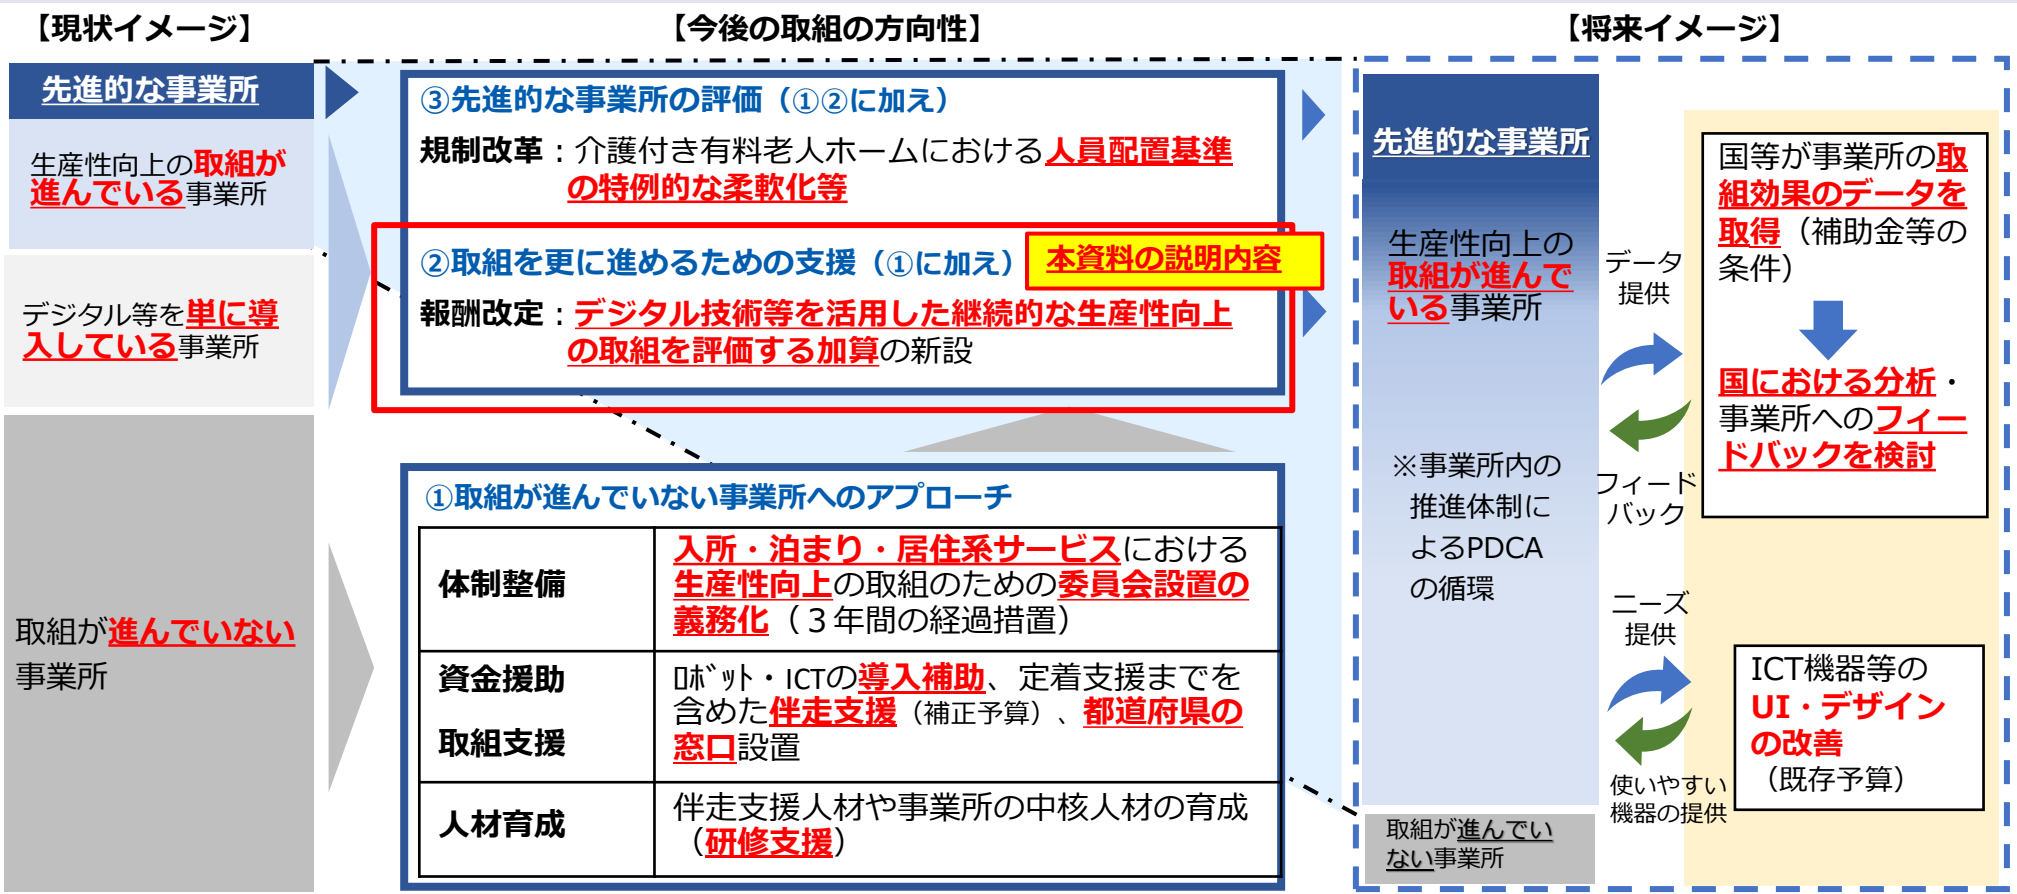 【現状イメージ】
先進的な事業所
生産性向上の取組が
進んでいる事業所
デジタル等を単に導
入している事業所
取組が進んでいない
事業所
【今後の取組の方向性】
③先進的な事業所の評価（①②に加え）
規制改革：介護付き有料老人ホームにおける人員配置基準
の特例的な柔軟化等
②取組を更に進めるための支援（①に加え）
本資料の説明内容
報酬改定：デジタル技術等を活用した継続的な生産性向上
の取組を評価する加算の新設
①取組が進んでいない事業所へのアプローチ
体制整備
入所・泊まり・居住系サービスにおける
生産性向上の取組のための委員会設置の
義務化（３年間の経過措置）
資金援助
取組支援
ﾛﾎﾞｯﾄ・ICTの導入補助、定着支援までを
含めた伴走支援（補正予算）、都道府県の
窓口設置
人材育成
伴走支援人材や事業所の中核人材の育成
（研修支援）
【将来イメージ】
先進的な事業所
生産性向上の
取組が進んで
いる事業所
※事業所内の
推進体制に
よるPDCA
の循環
取組が進んでい
ない事業所
データ
提供
フィード
バック
ニーズ
提供
使いやすい
機器の提供
国等が事業所の取
組効果のデータを
取得（補助金等の
条件）
国における分析・
事業所へのフィー
ドバックを検討
ICT機器等の
UI・デザイン
の改善
（既存予算）